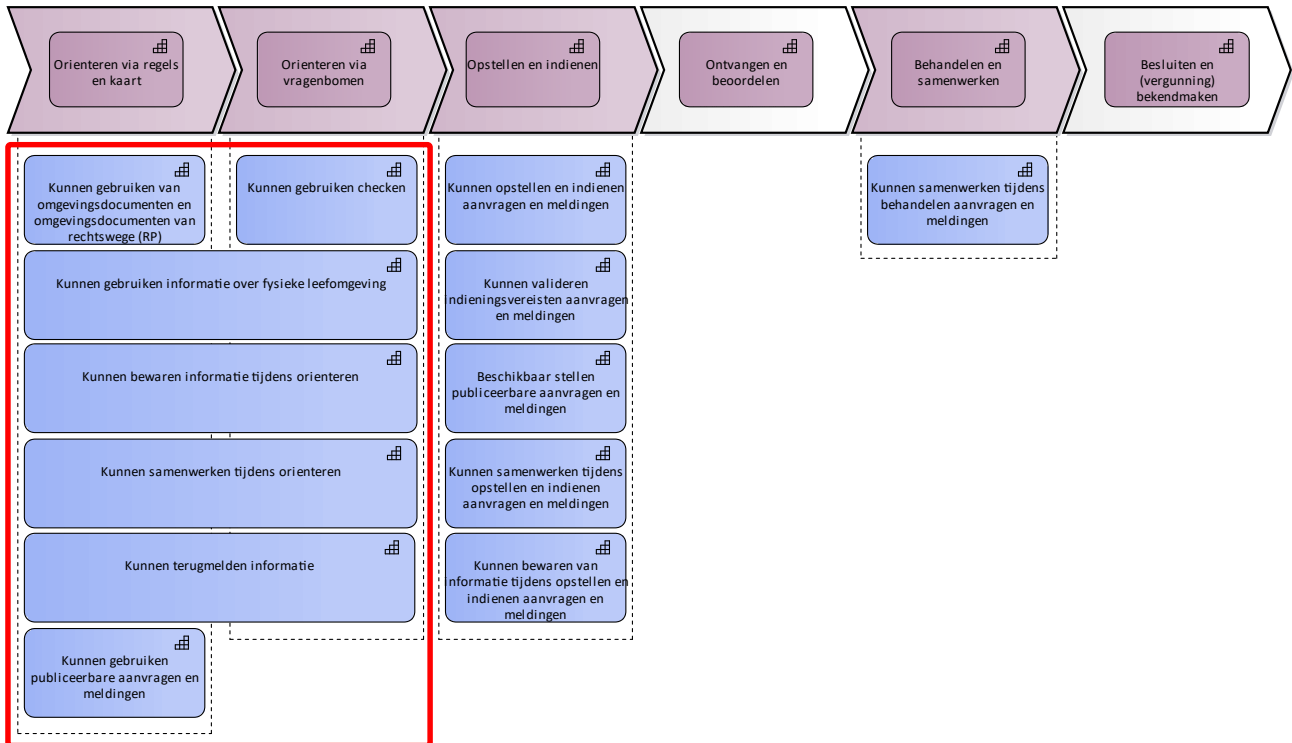 Orienteren via regels
en kaart
Orienteren via
vragenbomen
Opstellen en indienen
Ontvangen en
beoordelen
Behandelen en
samenwerken
Besluiten en
(vergunning)
bekendmaken
Kunnen gebruiken van
omgevingsdocumenten en
omgevingsdocumenten van
rechtswege (RP)
Kunnen gebruiken checken
Kunnen opstellen en indienen
aanvragen en meldingen
Kunnen samenwerken tijdens
behandelen aanvragen en
meldingen
Kunnen gebruiken informatie over fysieke leefomgeving
Kunnen valideren
indieningsvereisten aanvragen
en meldingen
Kunnen bewaren informatie tijdens orienteren
Beschikbaar stellen
publiceerbare aanvragen en
meldingen
Kunnen samenwerken tijdens orienteren
Kunnen samenwerken tijdens
opstellen en indienen
aanvragen en meldingen
Kunnen terugmelden informatie
Kunnen bewaren van
informatie tijdens opstellen en
indienen aanvragen en
meldingen
Kunnen gebruiken
publiceerbare aanvragen en
meldingen